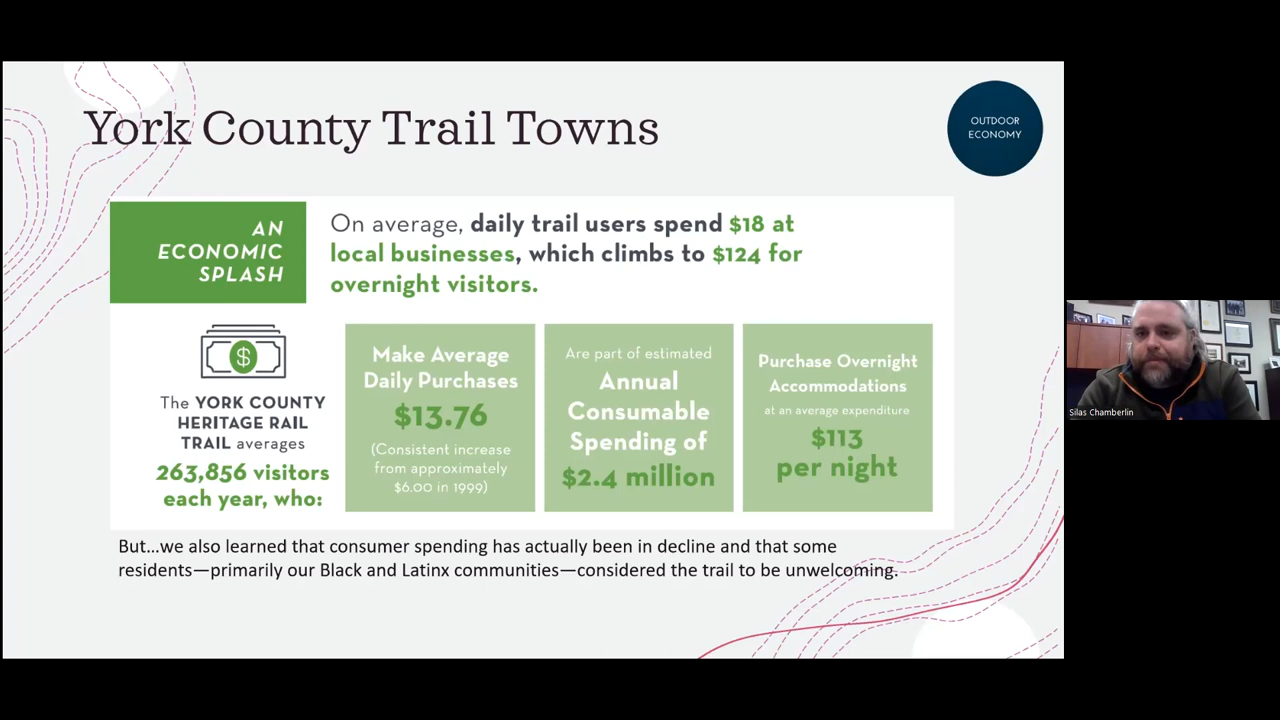 York County Trail Towns
OUTDOOR
ECONOMY
AN
ECONOMIC
SPLASH
On average, daily trail users spend $18 at
local businesses, which climbs to $124 for
overnight visitors.
The YORK COUNTY
HERITAGE RAIL
TRAIL averages
263,856 visitors
each year, who:
Make Average
Daily Purchases
$13.76
(Consistent increase
from approximately
$6.00 in 1999)
Are part of estimated
Annual
Consumable
Spending of
$2.4 million
Purchase Overnight
Accommodations
at an average expenditure
$113
per night
But...we also learned that consumer spending has actually been in decline and that some
residents—primarily our Black and Latinx communities—considered the trail to be unwelcoming.
Silas Chamberlin